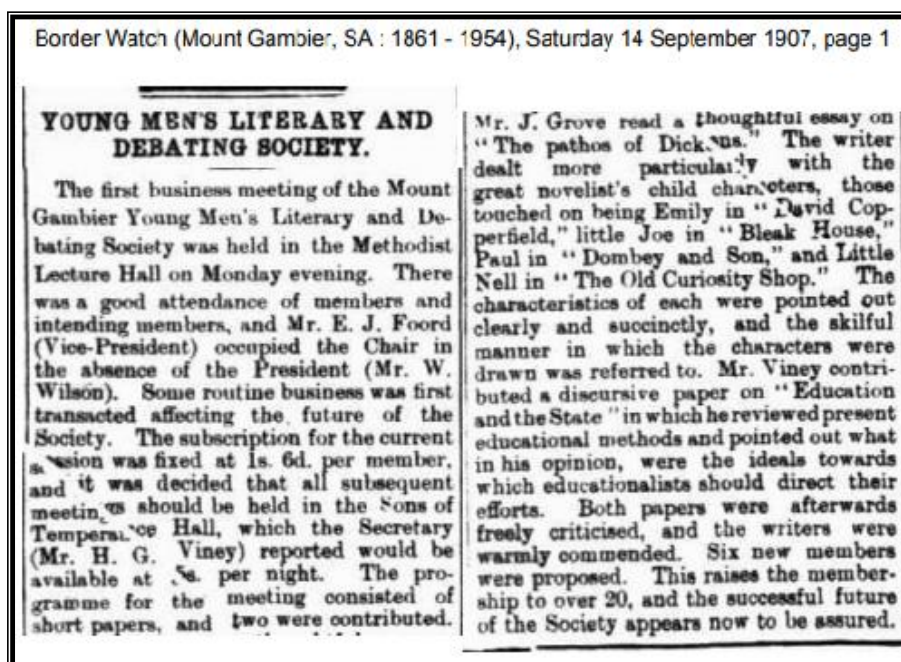 Border Watch (Mount Gambier, SA : 1861 - 1954), Saturday 14 September 1907, page 1
YOUNG MEN'S LITERARY AND
DEBATING SOCIETY.
The first business meeting of the Mount
Gambier Young Men's Literary and De-
bating Society was held in the Methodist
Lecture Hall on Monday evening. There
was a good attendance of members and
intending members, and Mr. E. J. Foord
(Vice-President) occupied the Chair in
the absence of the President (Mr. W.
Wilson). Some routine business was first
transacted affecting the future of the
Society. The subscription for the current
session was fixed at 1s. 6d. per member,
and it was decided that all subsequent
meetings should be held in the Sons of
Temperance Hall, which the Secretary
(Mr. H. G. Viney) reported would be
available at 5s. per night. The pro-
gramme for the meeting consisted of
short papers, and two were contributed.
Mr. J. Grove read a thoughtful essay on
"The pathos of Dickens." The writer
dealt more particularly with the
great novelist's child characters, those
touched on being Emily in "David Cop-
perfield," little Joe in "Bleak House,"
Paul in "Dombey and Son," and Little
Nell in "The Old Curiosity Shop." The
characteristics of each were pointed out
clearly and succinctly, and the skilful
manner in which the characters were
drawn was referred to. Mr. Viney contri-
buted a discursive paper on "Education
and the State" in which he reviewed present
educational methods and pointed out what
in his opinion, were the ideals towards
which educationalists should direct their
efforts. Both papers were afterwards
freely criticised, and the writers were
warmly commended. Six new members
were proposed. This raises the member-
ship to over 20, and the successful future
of the Society appears now to be assured.